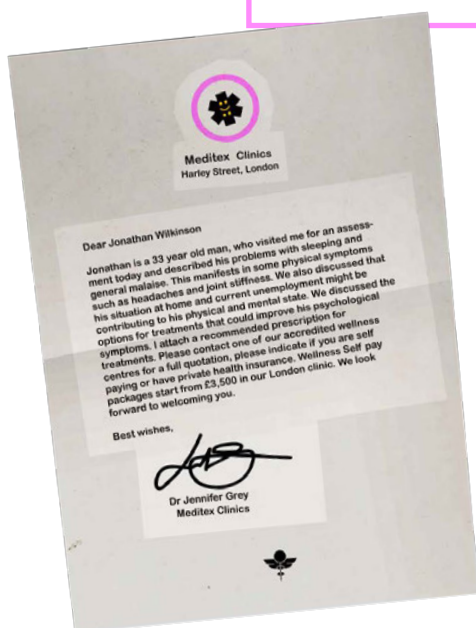 Meditex Clinics
Harley Street, London
Dear Jonathan Wilkinson
Jonathan is a 33 year old man, who visited me for an assess-
ment today and described his problems with sleeping and
general malaise. This manifests in some physical symptoms
such as headaches and joint stiffness. We also discussed that
his situation at home and current unemployment might be
contributing to his physical and mental state. We discussed the
options for treatments that could improve his psychological
symptoms. I attach a recommended prescription for
treatments. Please contact one of our accredited wellness
centres for a full quotation, please indicate if you are self
paying or have private health insurance. Wellness Self pay
packages start from £3,500 in our London clinic. We look
forward to welcoming you.
Best wishes,
Dr Jennifer Grey
Meditex Clinics